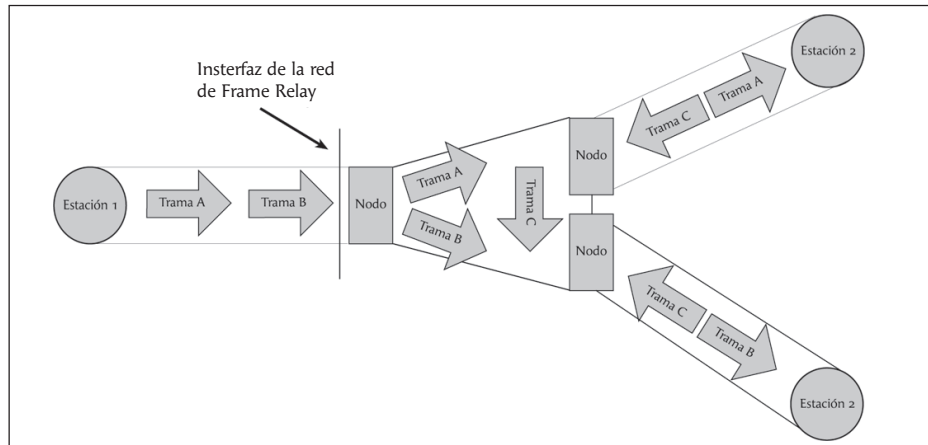 Insterfaz de la red
de Frame Relay
Estación 1
Trama A
Trama B
Nodo
Trama A
Trama B
Trama C
Nodo
Nodo
Trama C
Trama A
Estación 2
Trama C
Trama B
Estación 2